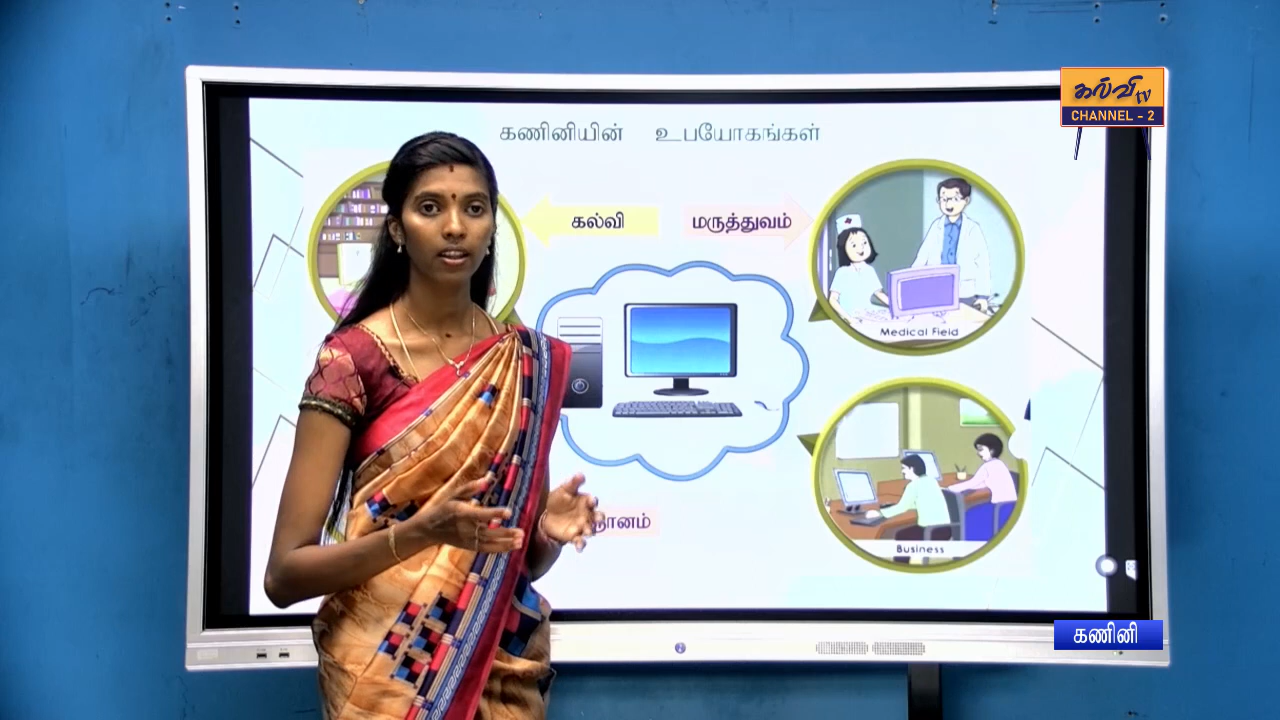 கல்வி TV
CHANNEL - 2
கணினியின் உபயோகங்கள்
கல்வி
மருத்துவம்
Medical Field
Business
கணினி